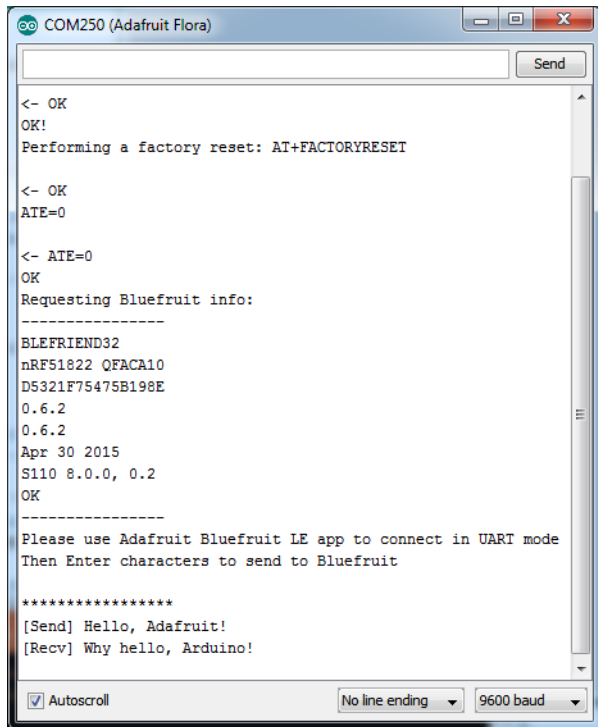 COM250 (Adafruit Flora)
Send
<- OK
OK!
Performing a factory reset: AT+FACTORYRESET
<- OK
ATE=0
<- ATE=0
OK
Requesting Bluefruit info:
----------------
BLEFRIEND32
nRF51822 QFACA10
D5321F75475B198E
0.6.2
0.6.2
Apr 30 2015
S110 8.0.0, 0.2
OK
----------------
Please use Adafruit Bluefruit LE app to connect in UART mode
Then Enter characters to send to Bluefruit
*****************
[Send] Hello, Adafruit!
[Recv] Why hello, Arduino!
Autoscroll
No line ending
9600 baud